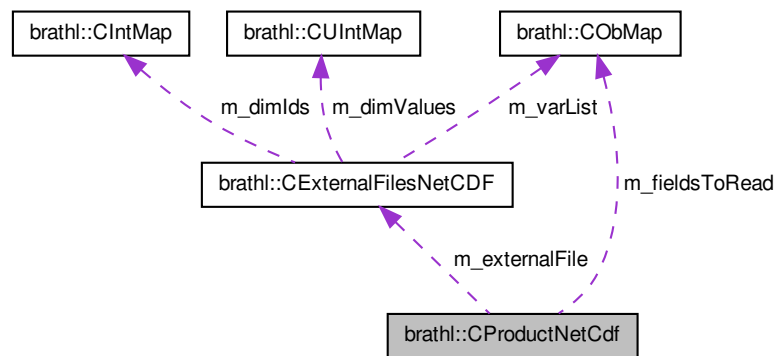 brathl::CIntMap
brathl::CUIntMap
brathl::CObMap
m_dimIds
m_dimValues
m_varList
brathl::CExternalFilesNetCDF
m_fieldsToRead
m_externalFile
brathl::CProductNetCdf